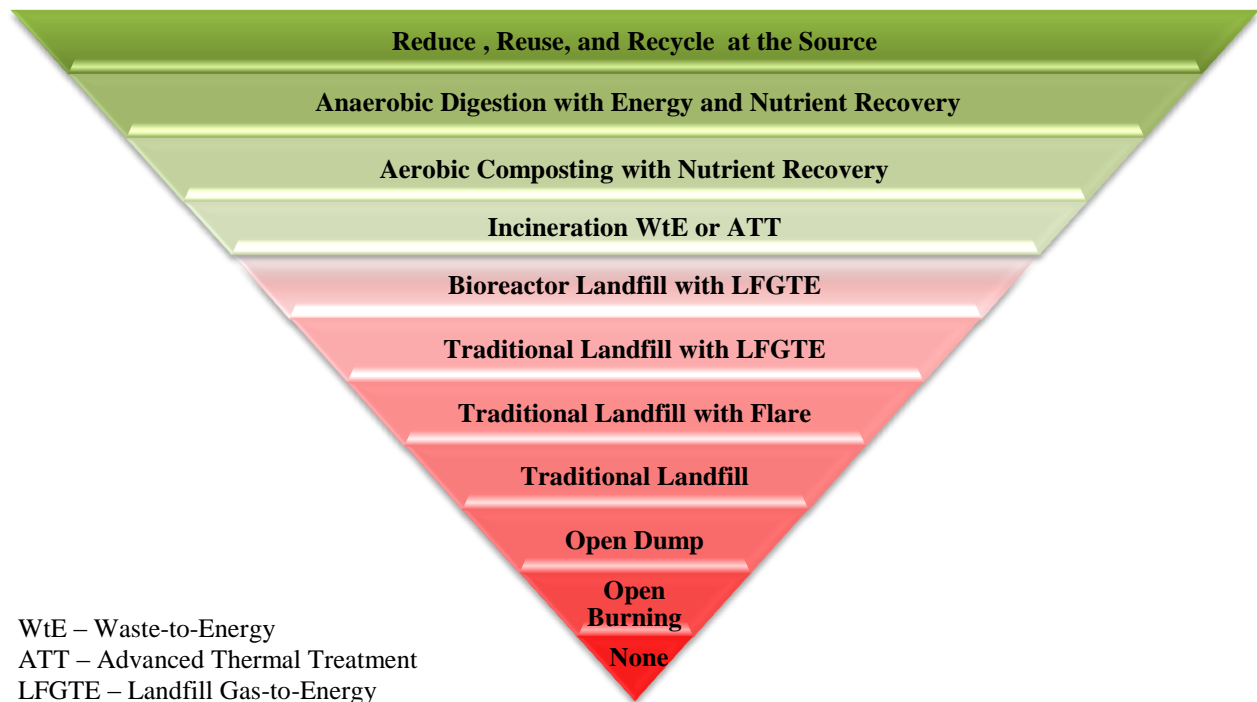 Reduce , Reuse, and Recycle at the Source
Anaerobic Digestion with Energy and Nutrient Recovery
Aerobic Composting with Nutrient Recovery
Incineration WtE or ATT
Bioreactor Landfill with LFGTE
Traditional Landfill with LFGTE
Traditional Landfill with Flare
Traditional Landfill
Open Dump
Open
Burning
None
WtE – Waste-to-Energy
ATT – Advanced Thermal Treatment
LFGTE – Landfill Gas-to-Energy